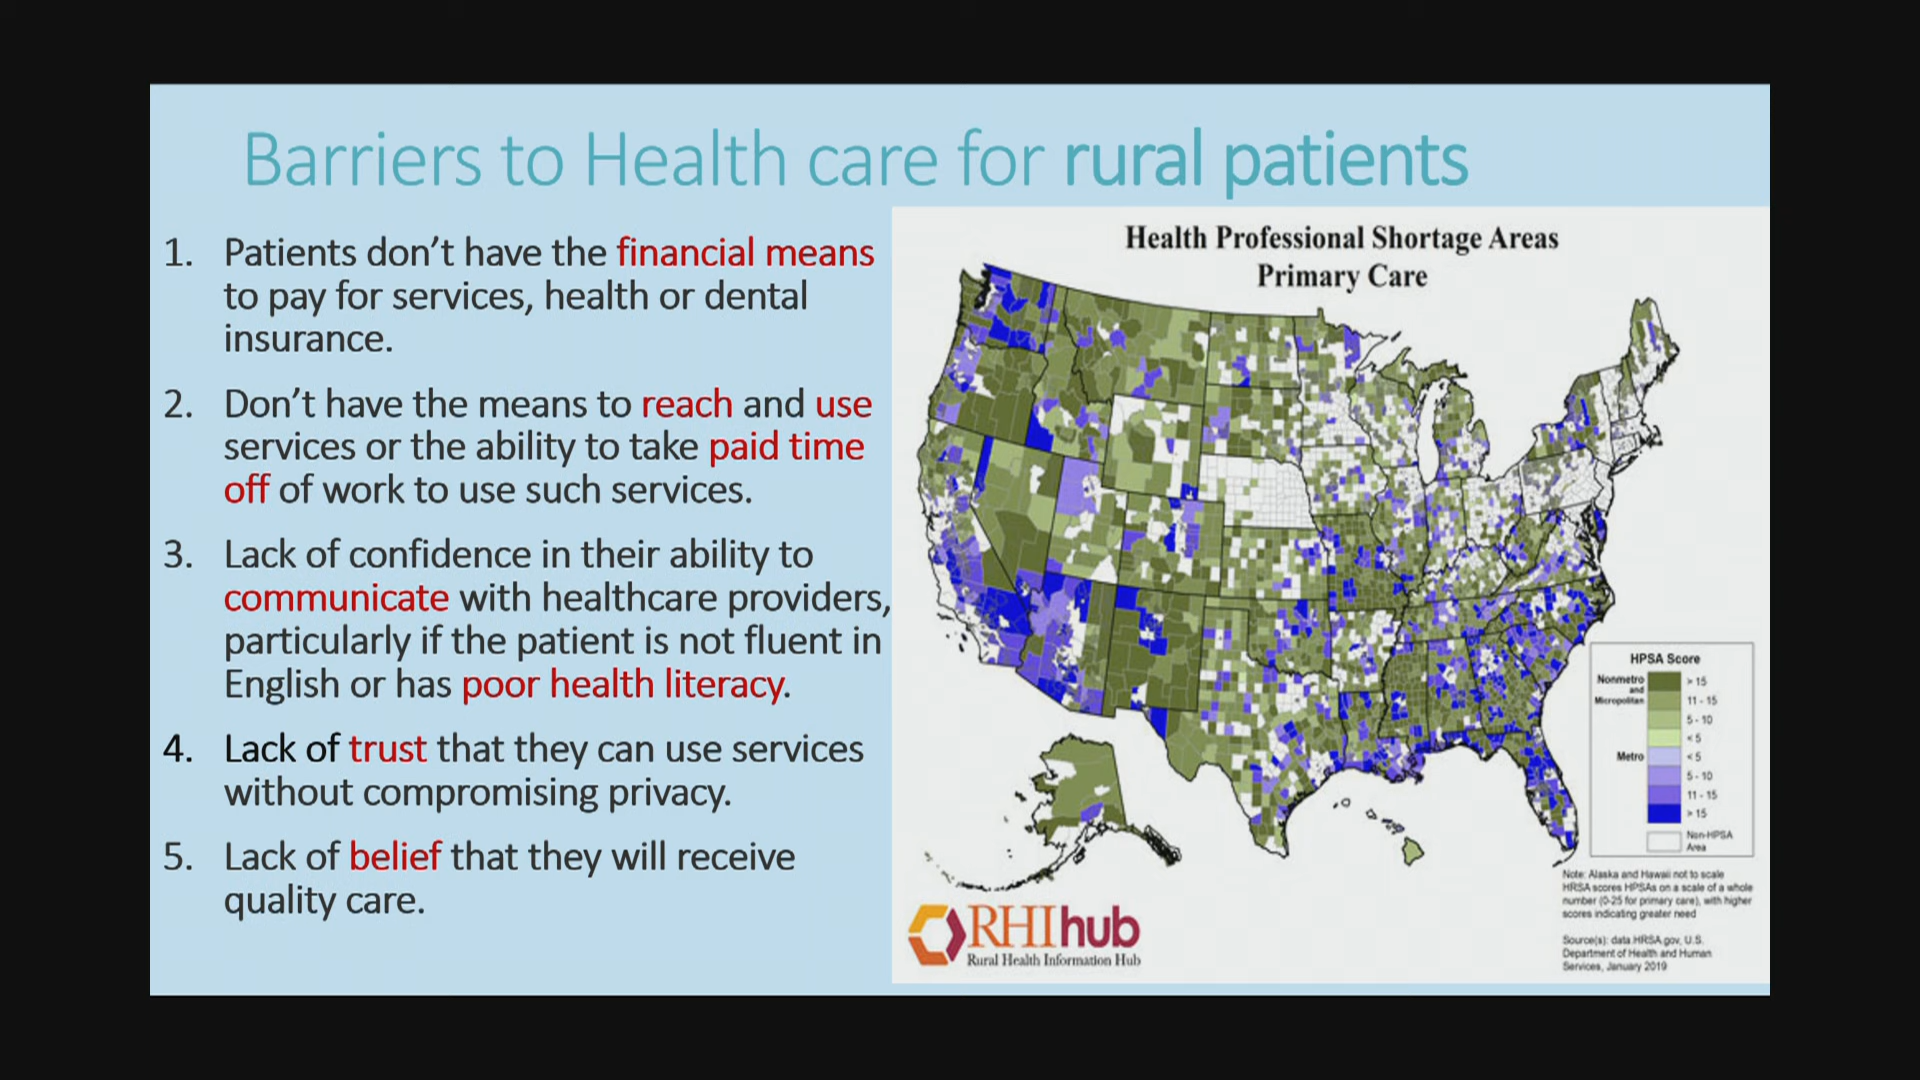 Barriers to Health care for rural patients
1. Patients don’t have the financial means
to pay for services, health or dental
insurance.
2. Don’t have the means to reach and use
services or the ability to take paid time
off of work to use such services.
3. Lack of confidence in their ability to
communicate with healthcare providers,
particularly if the patient is not fluent in
English or has poor health literacy.
4. Lack of trust that they can use services
without compromising privacy.
5. Lack of belief that they will receive
quality care.
Health Professional Shortage Areas
Primary Care
HPSA Score
Nonmetro
and
Micropolitan
> 15
11 - 15
5 - 10
< 5
Metro
< 5
5 - 10
11 - 15
> 15
Non-HPSA
Area
Note: Alaska and Hawaii not to scale
HRSA scores HPSAs on a scale of a whole
number (0-25 for primary care), with higher
scores indicating greater need
Source(s): data.HRSA.gov, U.S.
Department of Health and Human
Services, January 2019
RHIhub
Rural Health Information Hub